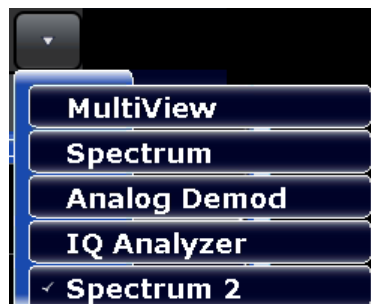 MultiView
Spectrum
Analog Demod
IQ Analyzer
Spectrum 2